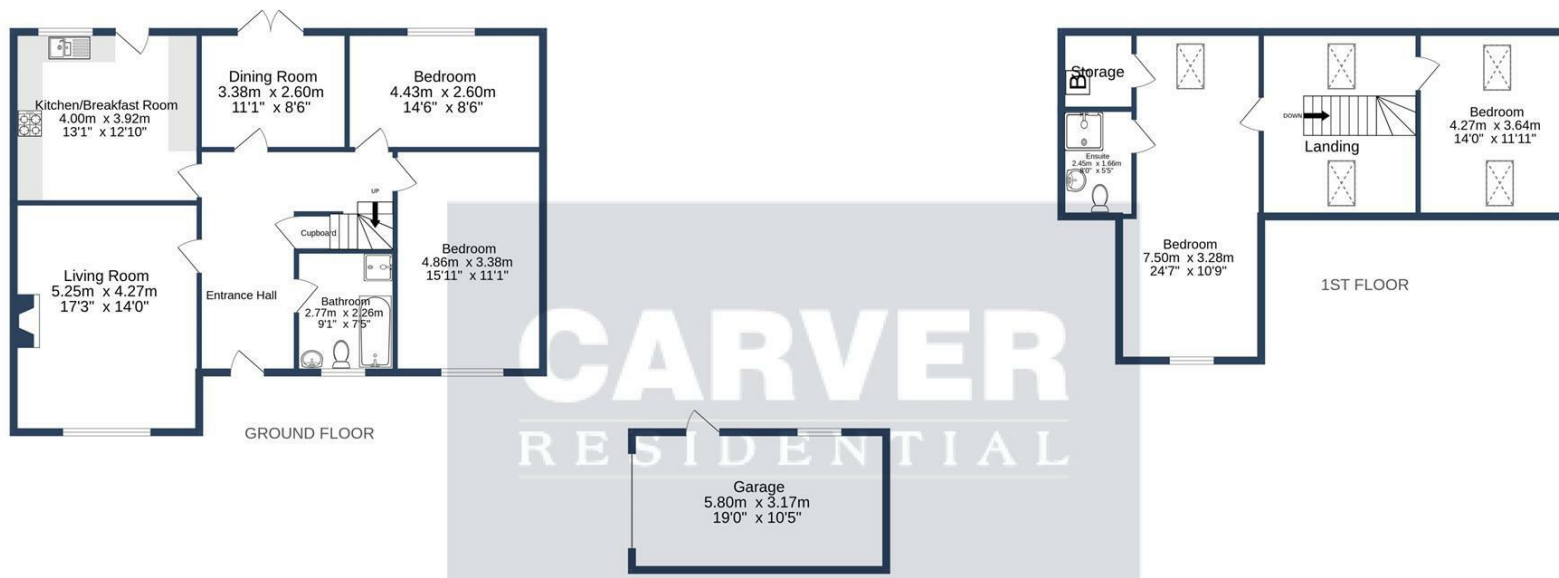 Kitchen/Breakfast Room
4.00m x 3.92m
13'1" x 12'10"
Dining Room
3.38m x 2.60m
11'1" x 8'6"
Bedroom
4.43m x 2.60m
14'6" x 8'6"
UP
Cupboard
Living Room
5.25m x 4.27m
17'3" x 14'0"
Entrance Hall
Bathroom
2.77m x 2.26m
9'1" x 7'5"
Bedroom
4.86m x 3.38m
15'11" x 11'1"
GROUND FLOOR
Storage
B
Ensuite
2.45m x 1.66m
8'0" x 5'5"
Bedroom
7.50m x 3.28m
24'7" x 10'9"
DOWN
Landing
Bedroom
4.27m x 3.64m
14'0" x 11'11"
1ST FLOOR
CARVER
RESIDENTIAL
Garage
5.80m x 3.17m
19'0" x 10'5"